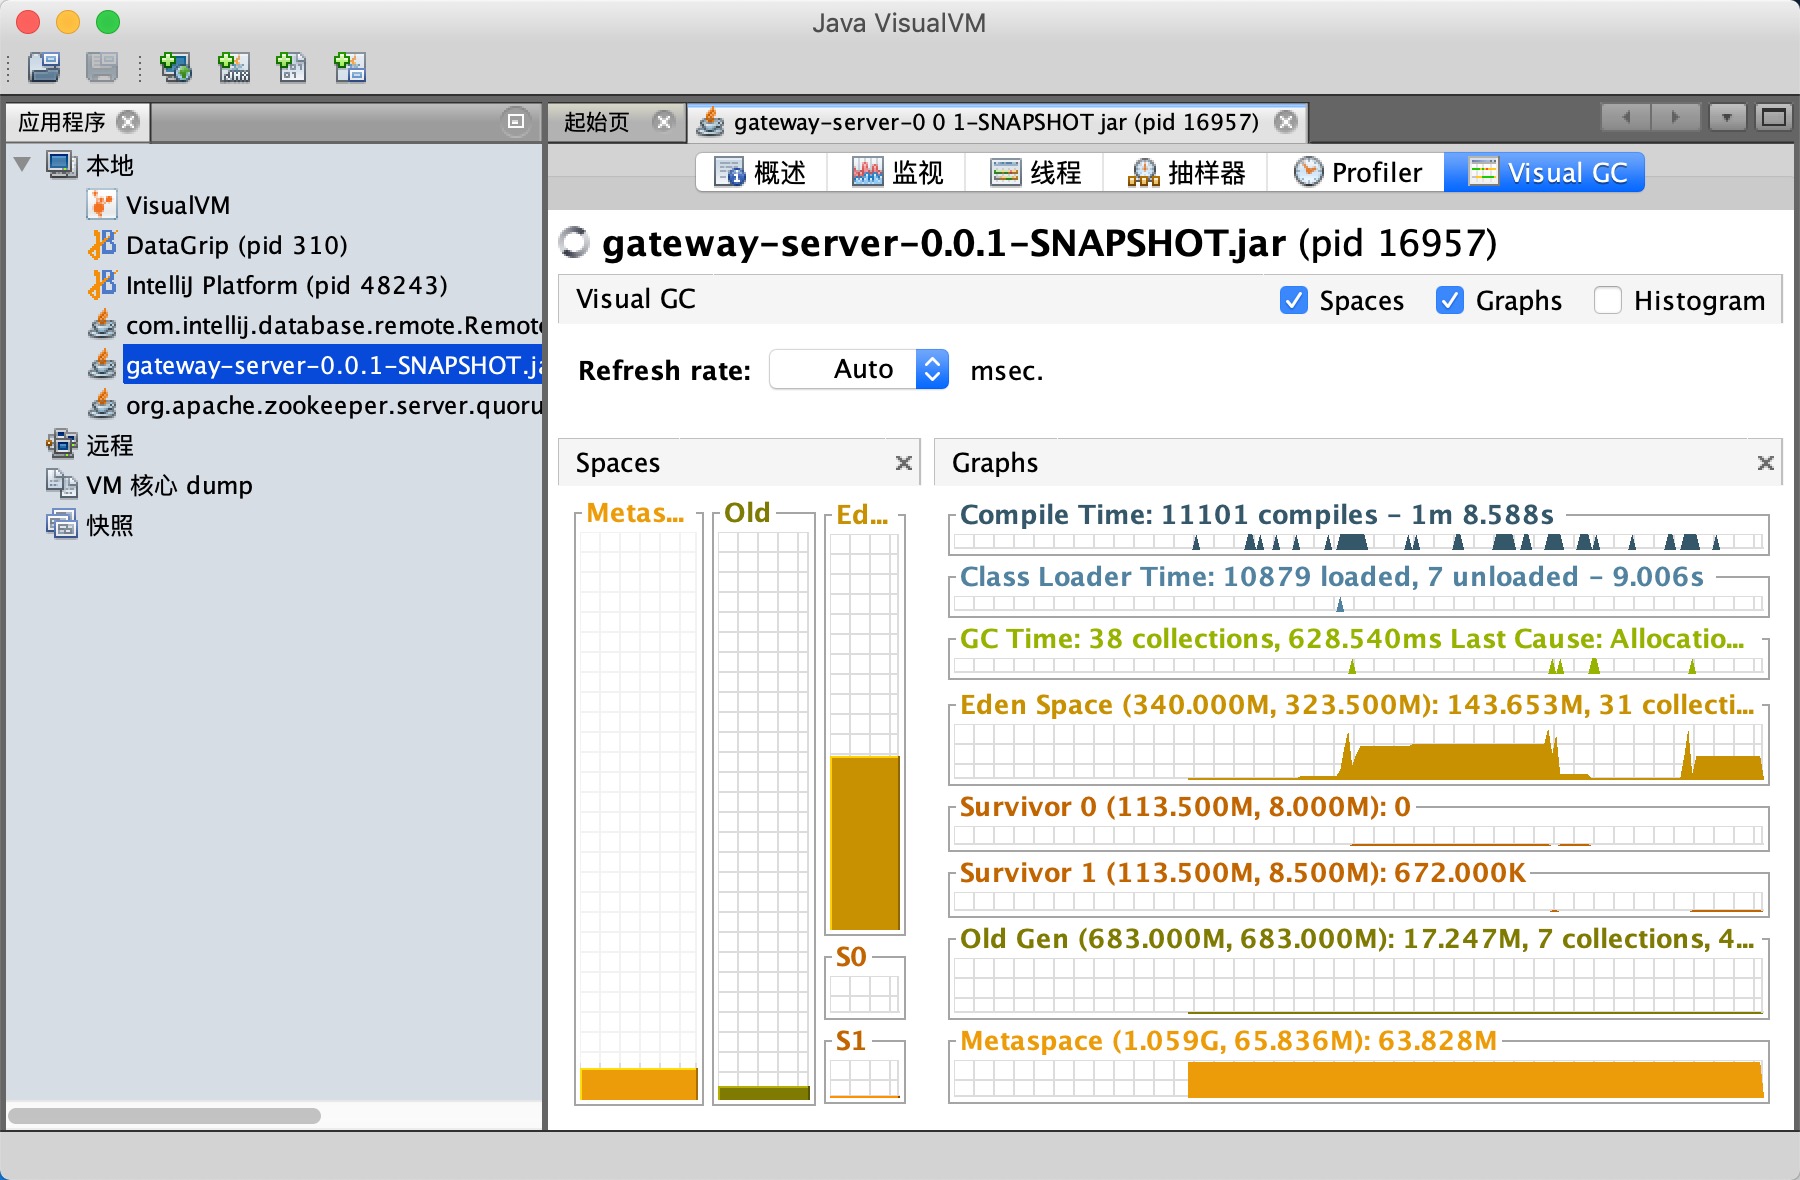 Java VisualVM
JMX
应用程序
起始页
gateway-server-0 0 1-SNAPSHOT jar (pid 16957)
本地
VisualVM
DataGrip (pid 310)
IntelliJ Platform (pid 48243)
com.intellij.database.remote.Remote
gateway-server-0.0.1-SNAPSHOT.ja
org.apache.zookeeper.server.quoru
远程
VM 核心 dump
快照
概述
监视
线程
抽样器
Profiler
Visual GC
gateway-server-0.0.1-SNAPSHOT.jar (pid 16957)
Visual GC
Spaces
Graphs
Histogram
Refresh rate:
Auto
msec.
Spaces
Metas...
Old
Ed...
S0
S1
Graphs
Compile Time: 11101 compiles - 1m 8.588s
Class Loader Time: 10879 loaded, 7 unloaded - 9.006s
GC Time: 38 collections, 628.540ms Last Cause: Allocatio...
Eden Space (340.000M, 323.500M): 143.653M, 31 collecti...
Survivor 0 (113.500M, 8.000M): 0
Survivor 1 (113.500M, 8.500M): 672.000K
Old Gen (683.000M, 683.000M): 17.247M, 7 collections, 4...
Metaspace (1.059G, 65.836M): 63.828M